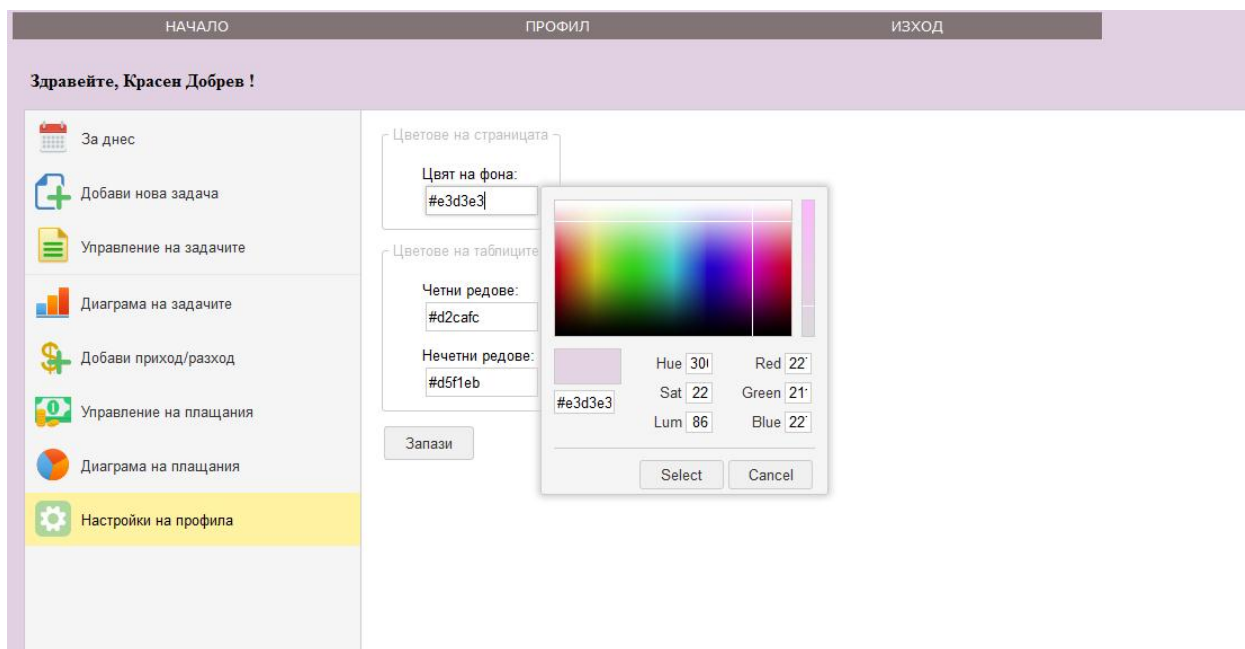 НАЧАЛО ПРОФИЛ ИЗХОД
Здравейте, Красен Добрев !
За днес
Добави нова задача
Управление на задачите
Диаграма на задачите
Добави приход/разход
Управление на плащания
Диаграма на плащания
Настройки на профила
Цветове на страницата
Цвят на фона:
#e3d3e3
Цветове на таблиците
Четни редове:
#d2cafc
Нечетни редове:
#d5f1eb
Запази
#e3d3e3
Hue Red
Sat 22 Green
Lum 86 Blue
Select Cancel